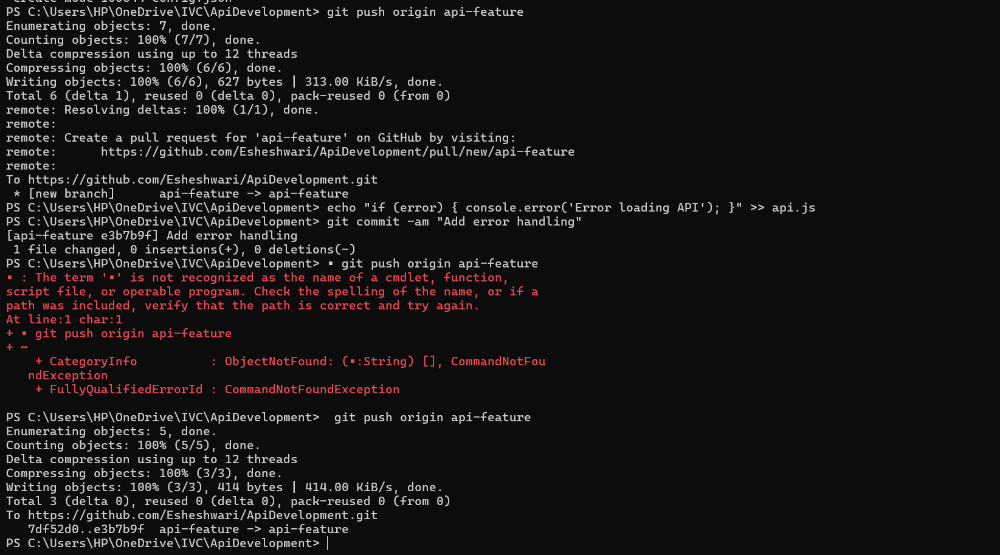 create mode 100644 config.json
PS C:\Users\HP\OneDrive\IVC\ApiDevelopment> git push origin api-feature
Enumerating objects: 7, done.
Counting objects: 100% (7/7), done.
Delta compression using up to 12 threads
Compressing objects: 100% (6/6), done.
Writing objects: 100% (6/6), 627 bytes | 313.00 KiB/s, done.
Total 6 (delta 1), reused 0 (delta 0), pack-reused 0 (from 0)
remote: Resolving deltas: 100% (1/1), done.
remote:
remote: Create a pull request for 'api-feature' on GitHub by visiting:
remote:      https://github.com/Esheshwari/ApiDevelopment/pull/new/api-feature
remote:
To https://github.com/Esheshwari/ApiDevelopment.git
 * [new branch]      api-feature -> api-feature
PS C:\Users\HP\OneDrive\IVC\ApiDevelopment> echo "if (error) { console.error('Error loading API'); }" >> api.js
PS C:\Users\HP\OneDrive\IVC\ApiDevelopment> git commit -am "Add error handling"
[api-feature e3b7b9f] Add error handling
 1 file changed, 0 insertions(+), 0 deletions(-)
PS C:\Users\HP\OneDrive\IVC\ApiDevelopment> ▪ git push origin api-feature
▪ : The term '▪' is not recognized as the name of a cmdlet, function,
script file, or operable program. Check the spelling of the name, or if a
path was included, verify that the path is correct and try again.
At line:1 char:1
+ ▪ git push origin api-feature
+ ~
    + CategoryInfo          : ObjectNotFound: (▪:String) [], CommandNotFou
   ndException
    + FullyQualifiedErrorId : CommandNotFoundException

PS C:\Users\HP\OneDrive\IVC\ApiDevelopment>  git push origin api-feature
Enumerating objects: 5, done.
Counting objects: 100% (5/5), done.
Delta compression using up to 12 threads
Compressing objects: 100% (3/3), done.
Writing objects: 100% (3/3), 414 bytes | 414.00 KiB/s, done.
Total 3 (delta 0), reused 0 (delta 0), pack-reused 0 (from 0)
To https://github.com/Esheshwari/ApiDevelopment.git
   7df52d0..e3b7b9f  api-feature -> api-feature
PS C:\Users\HP\OneDrive\IVC\ApiDevelopment>